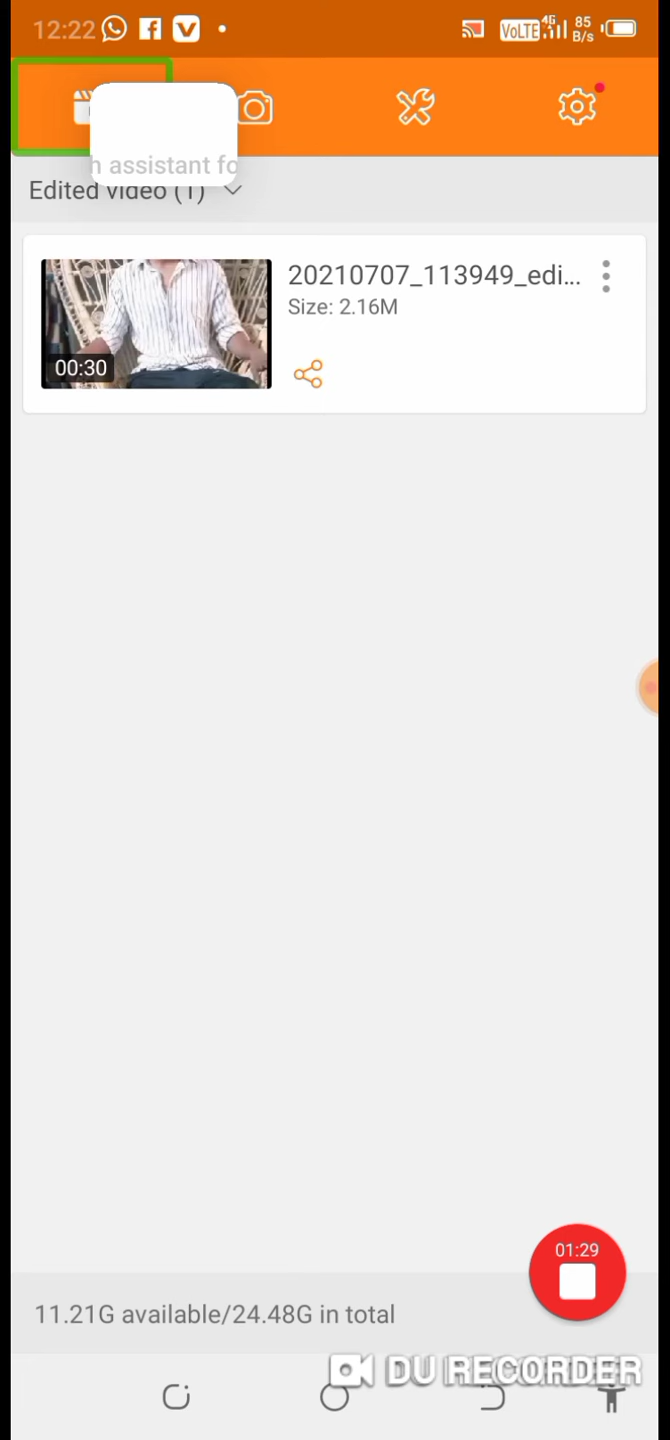 12:22
VoLTE 4G 85 B/s
assistant
Edited video (1)
20210707_113949_edi...
Size: 2.16M
00:30
01:29
11.21G available/24.48G in total
DU RECORDER